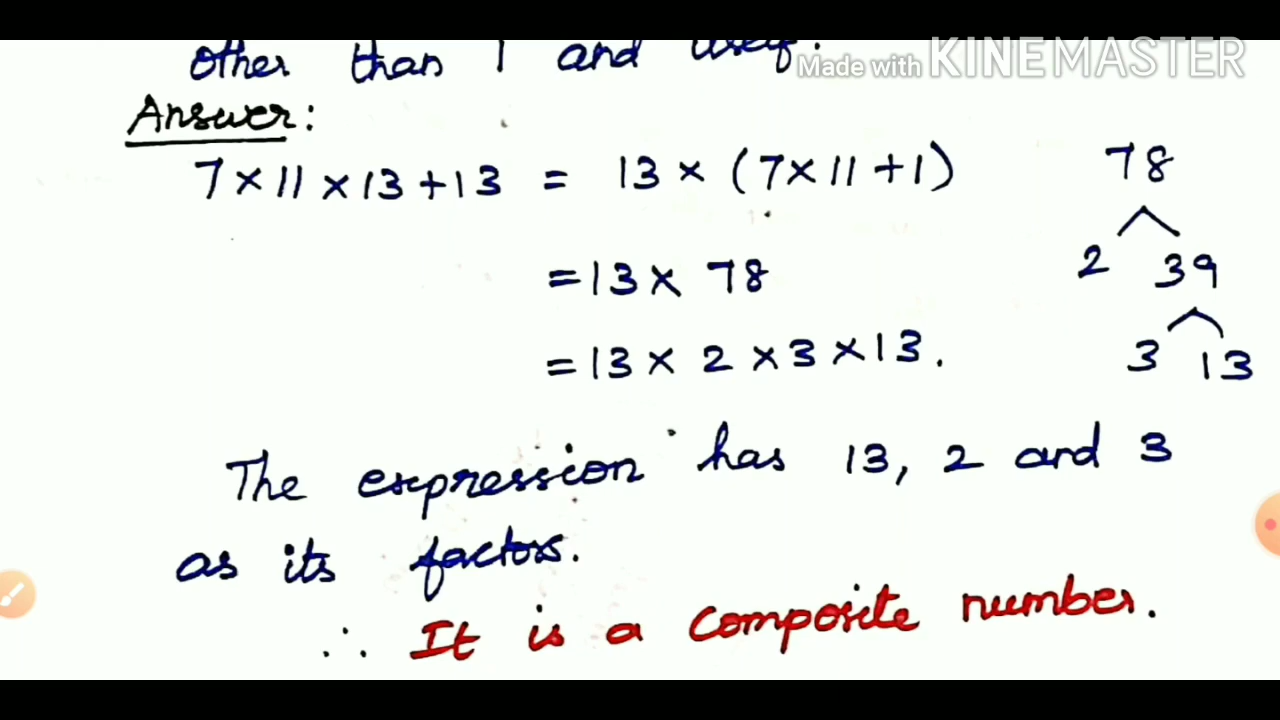 other than 1 and itself.
Made with KINEMASTER
Answer:
7 × 11 × 13 + 13 = 13 × (7 × 11 + 1)
78
= 13 × 78
2 39
= 13 × 2 × 3 × 13.
3 13
The expression has 13, 2 and 3
as its factors.
∴ It is a composite number.